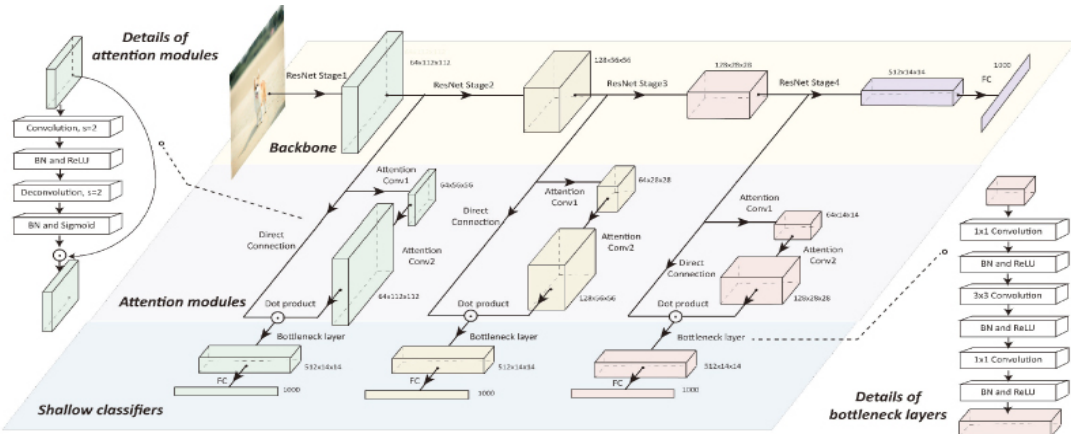 Details of
attention modules
Convolution, s=2
BN and ReLU
Deconvolution, s=2
BN and Sigmoid
ResNet Stage1
64x112x112
ResNet Stage2
128x56x56
ResNet Stage3
128x28x28
ResNet Stage4
512x14x14
FC
1000
Backbone
Attention
Conv1
64x56x56
Direct
Connection
Attention
Conv2
64x112x112
Dot product
Attention
Conv1
64x28x28
Direct
Connection
Attention
Conv2
128x56x56
Dot product
Attention
Conv1
64x14x14
Direct
Connection
Attention
Conv2
128x28x28
Dot product
Attention modules
Bottleneck layer
512x14x14
FC
1000
Bottleneck layer
512x14x14
FC
1000
Bottleneck layer
512x14x14
FC
1000
Shallow classifiers
1x1 Convolution
BN and ReLU
3x3 Convolution
BN and ReLU
1x1 Convolution
BN and ReLU
Details of
bottleneck layers